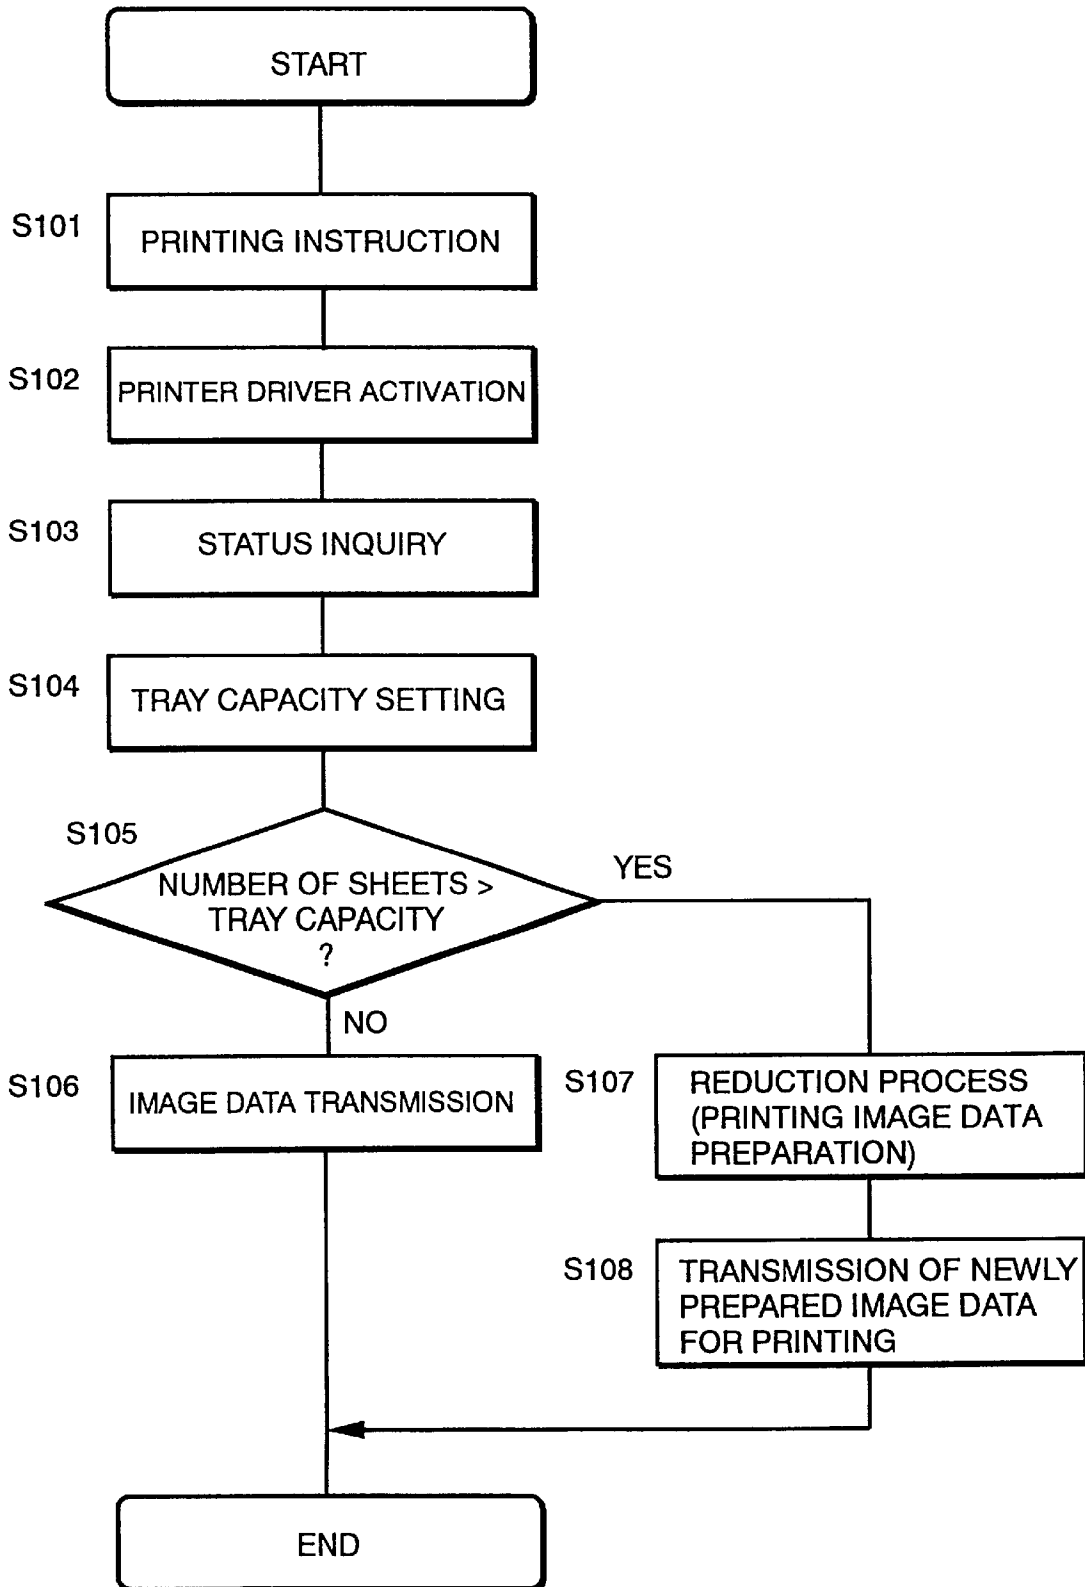 START
S101
PRINTING INSTRUCTION
S102
PRINTER DRIVER ACTIVATION
S103
STATUS INQUIRY
S104
TRAY CAPACITY SETTING
S105
NUMBER OF SHEETS >
TRAY CAPACITY
?
YES
NO
S106
IMAGE DATA TRANSMISSION
S107
REDUCTION PROCESS
(PRINTING IMAGE DATA
PREPARATION)
S108
TRANSMISSION OF NEWLY
PREPARED IMAGE DATA
FOR PRINTING
END